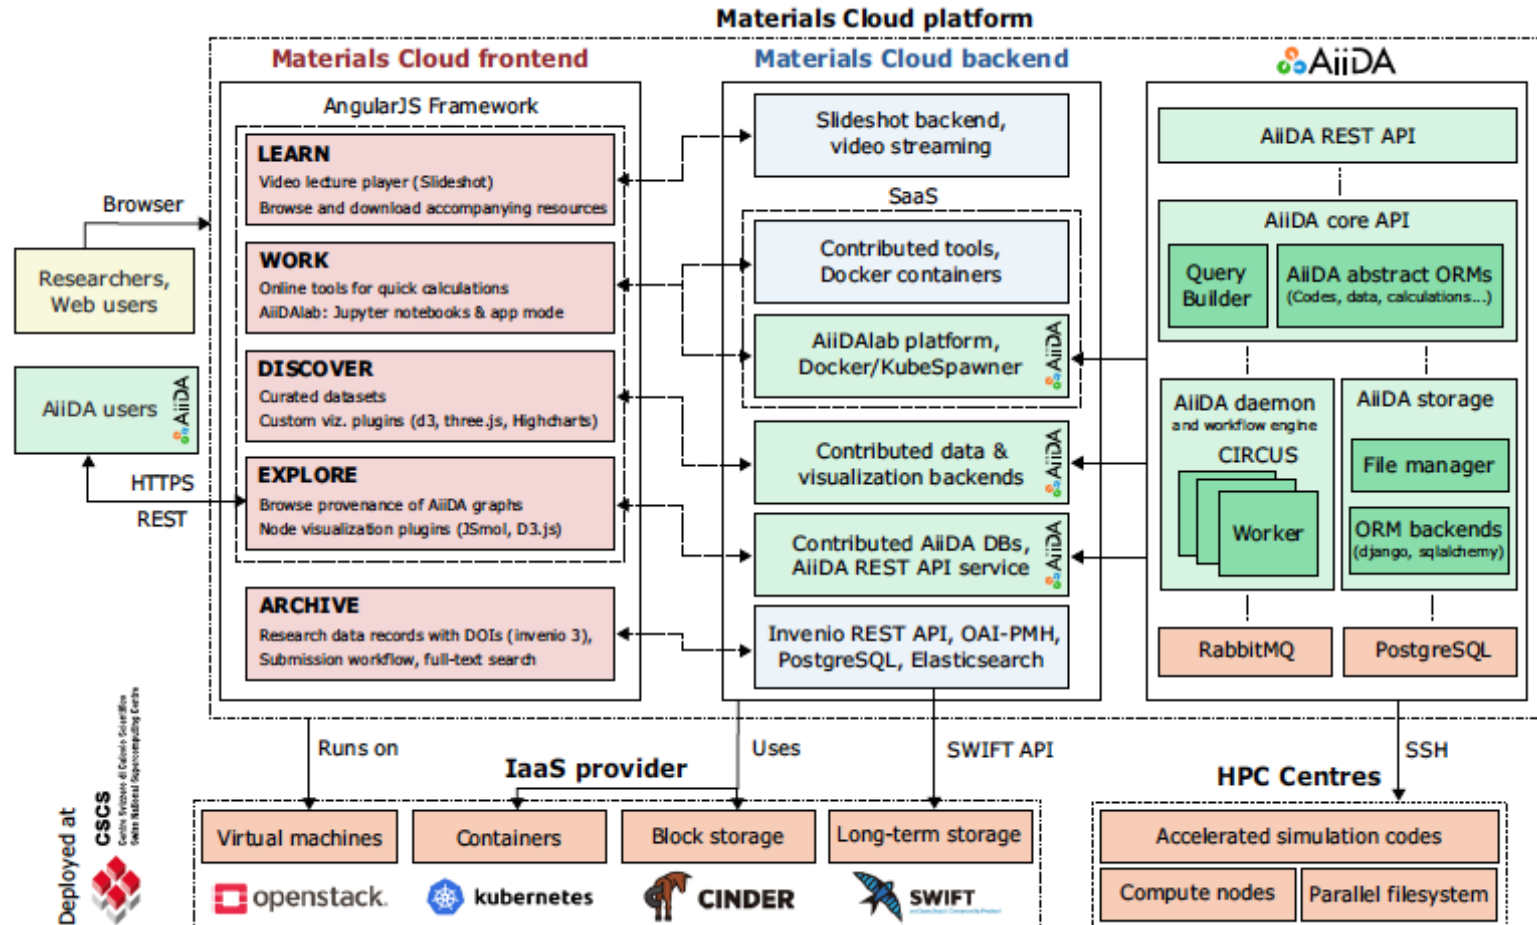 Materials Cloud platform
Materials Cloud frontend
Materials Cloud backend
AiiDA
AngularJS Framework
LEARN
Video lecture player (Slideshot)
Browse and download accompanying resources
WORK
Online tools for quick calculations
AiiDAlab: Jupyter notebooks & app mode
DISCOVER
Curated datasets
Custom viz. plugins (d3, three.js, Highcharts)
EXPLORE
Browse provenance of AiiDA graphs
Node visualization plugins (JSmol, D3.js)
ARCHIVE
Research data records with DOIs (invenio 3),
Submission workflow, full-text search
Browser
Researchers,
Web users
AiiDA users
AiiDA
HTTPS
REST
Slideshot backend,
video streaming
SaaS
Contributed tools,
Docker containers
AiiDAlab platform,
Docker/KubeSpawner
AiiDA
Contributed data &
visualization backends
AiiDA
Contributed AiiDA DBs,
AiiDA REST API service
AiiDA
Invenio REST API, OAI-PMH,
PostgreSQL, Elasticsearch
AiiDA REST API
AiiDA core API
Query
Builder
AiiDA abstract ORMs
(Codes, data, calculations...)
AiiDA daemon
and workflow engine
CIRCUS
Worker
AiiDA storage
File manager
ORM backends
(django, sqlalchemy)
RabbitMQ
PostgreSQL
Runs on
Uses
SWIFT API
SSH
IaaS provider
HPC Centres
Virtual machines
Containers
Block storage
Long-term storage
openstack.
kubernetes
CINDER
SWIFT
Accelerated simulation codes
Compute nodes
Parallel filesystem
Deployed at
CSCS
Centro Svizzero di Calcolo Scientifico
Swiss National Supercomputing Centre